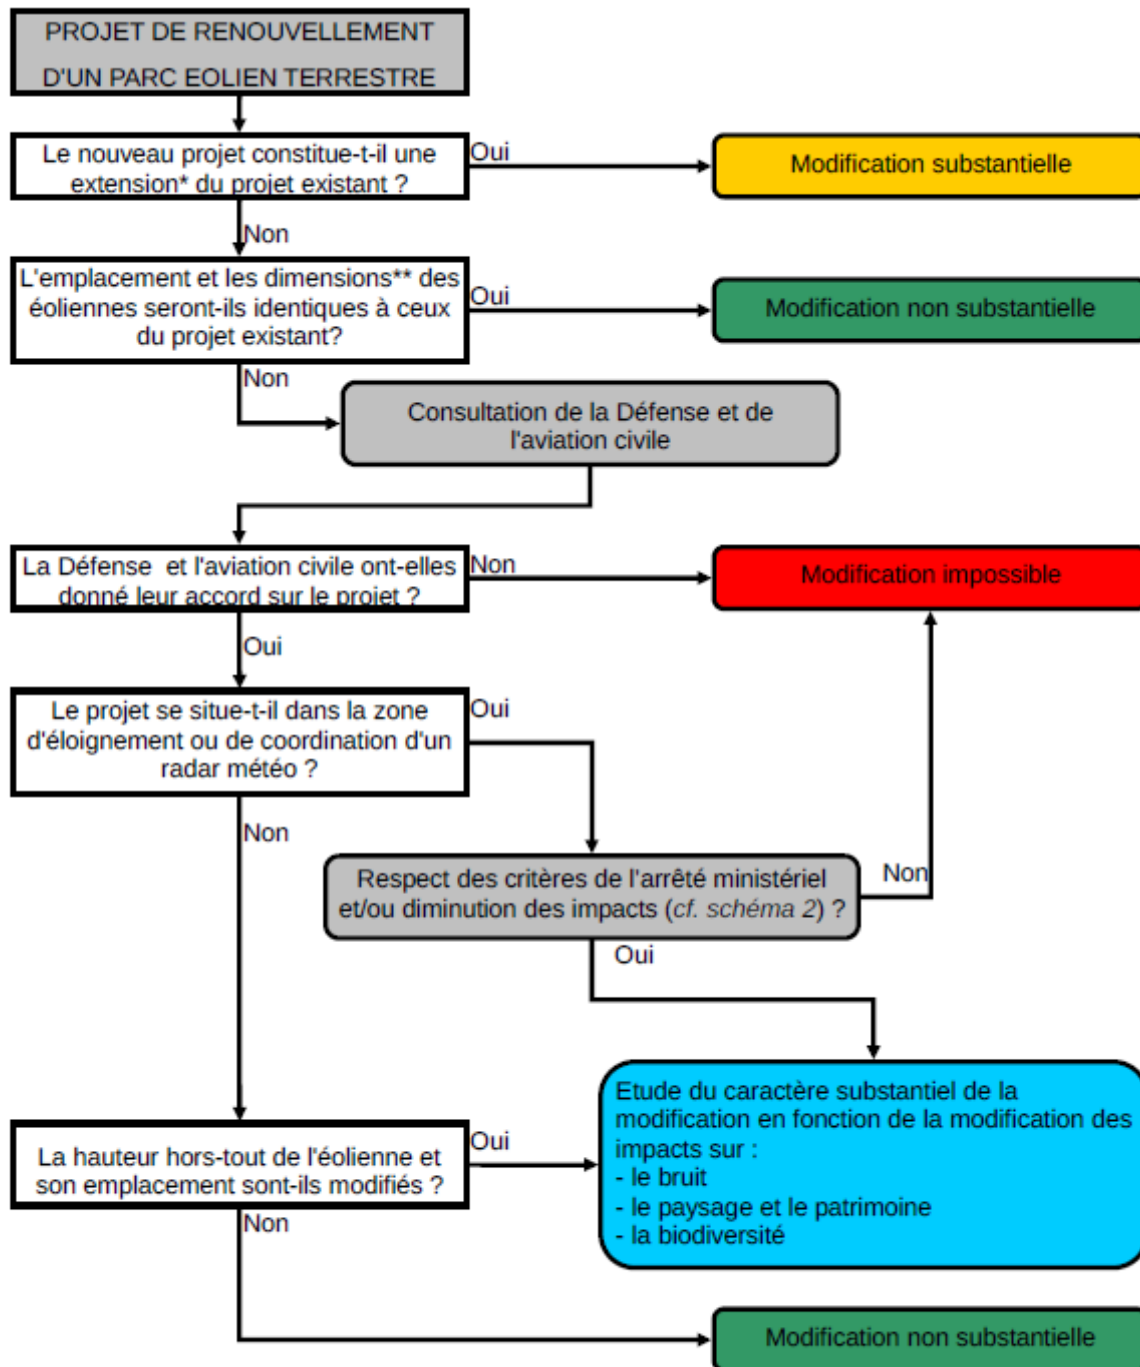 PROJET DE RENOUVELLEMENT
D'UN PARC EOLIEN TERRESTRE
Le nouveau projet constitue-t-il une
extension* du projet existant ?
Oui
Modification substantielle
Non
L'emplacement et les dimensions** des
éoliennes seront-ils identiques à ceux
du projet existant?
Oui
Modification non substantielle
Non
Consultation de la Défense et de
l'aviation civile
La Défense et l'aviation civile ont-elles
donné leur accord sur le projet ?
Non
Modification impossible
Oui
Le projet se situe-t-il dans la zone
d'éloignement ou de coordination d'un
radar météo ?
Oui
Non
Respect des critères de l'arrêté ministériel
et/ou diminution des impacts (cf. schéma 2) ?
Non
Oui
Etude du caractère substantiel de la
modification en fonction de la modification des
impacts sur :
- le bruit
- le paysage et le patrimoine
- la biodiversité
La hauteur hors-tout de l'éolienne et
son emplacement sont-ils modifiés ?
Oui
Non
Modification non substantielle